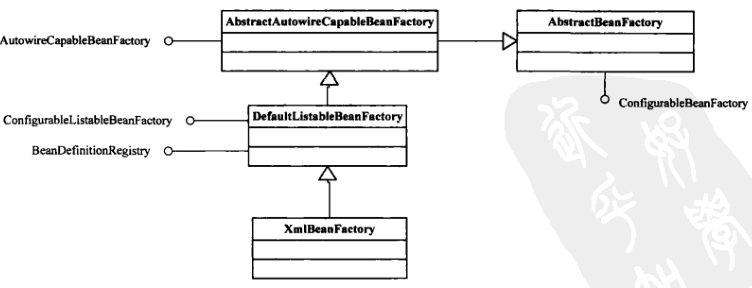 AbstractAutowireCapableBeanFactory
AbstractBeanFactory
AutowireCapableBeanFactory
ConfigurableBeanFactory
ConfigurableListableBeanFactory
DefaultListableBeanFactory
BeanDefinitionRegistry
XmlBeanFactory